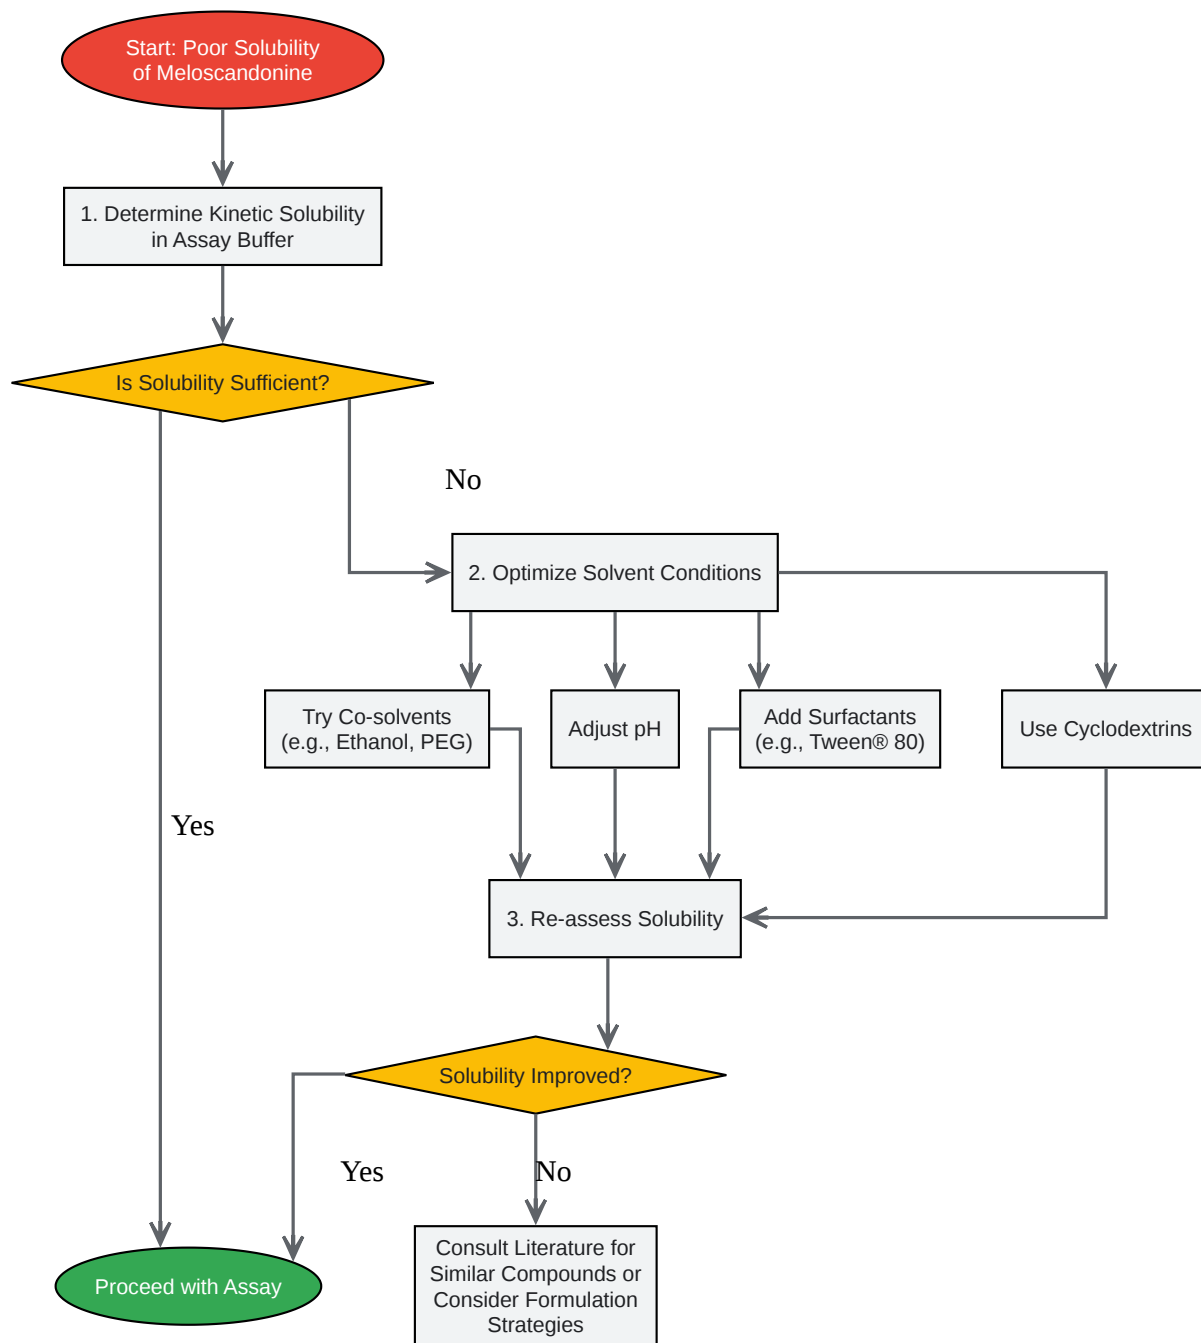 Start: Poor Solubility
of Meloscandonine
1. Determine Kinetic Solubility
in Assay Buffer
Is Solubility Sufficient?
No
2. Optimize Solvent Conditions
Try Co-solvents
(e.g., Ethanol, PEG)
Adjust pH
Add Surfactants
(e.g., Tween® 80)
Use Cyclodextrins
Yes
3. Re-assess Solubility
Solubility Improved?
Yes
No
Consult Literature for
Similar Compounds or
Consider Formulation
Strategies
Proceed with Assay